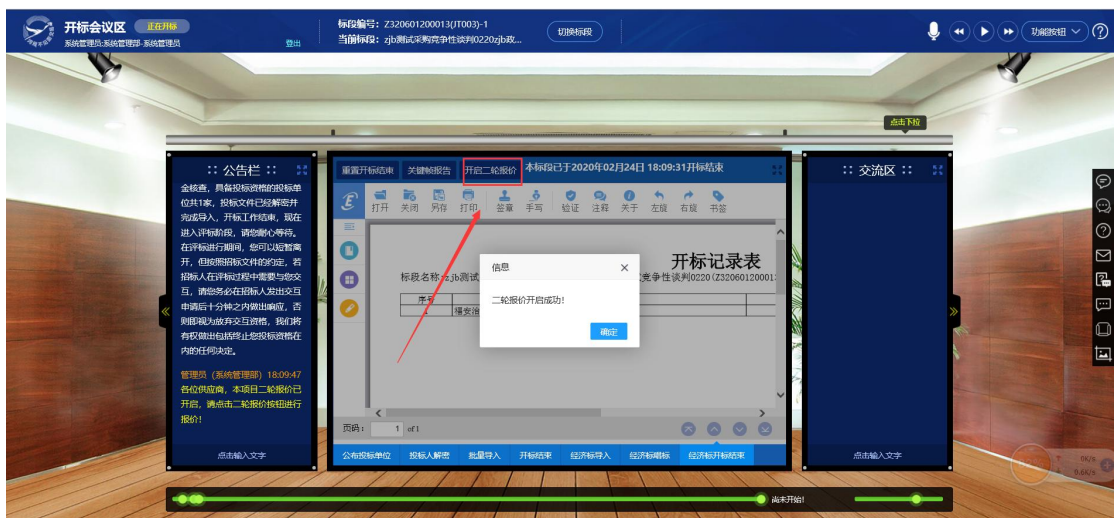 开标会议区 正在开标
系统管理员:系统管理部-系统管理员 登出
标段编号：Z320601200013(JT003)-1
当前标段：zjb测试采购竞争性谈判0220zjb政...
切换标段
功能按钮
点击下拉
:: 公告栏 ::
金核查，具备投标资格的投标单
位共1家，投标文件已经解密并
完成导入，开标工作结束，现在
进入评标阶段，请您耐心等待。
在评标进行期间，您可以短暂离
开，但按照招标文件的约定，若
招标人在评标过程中需要与您交
互，请您务必在招标人发出交互
申请后十分钟之内做出响应，否
则即视为放弃交互资格，我们将
有权做出包括终止您投标资格在
内的任何决定。
管理员（系统管理部）18:09:47
各位供应商，本项目二轮报价已
开启，请点击二轮报价按钮进行
报价！
点击输入文字
重置开标结束 关键帧报告 开启二轮报价 本标段已于2020年02月24日 18:09:31开标结束
打开 关闭 另存 打印 签章 手写 验证 注释 关于 左旋 右旋 书签
开标记录表
标段名称:zjb测试
竞争性谈判0220(Z32060120001
序号
信息
二轮报价开启成功!
确定
页码： 1 of1
公布投标单位 投标人解密 批量导入 开标结束 经济标导入 经济标唱标 经济标开标结束
:: 交流区 ::
点击输入文字
尚未开始!
0K/s
0.6K/s